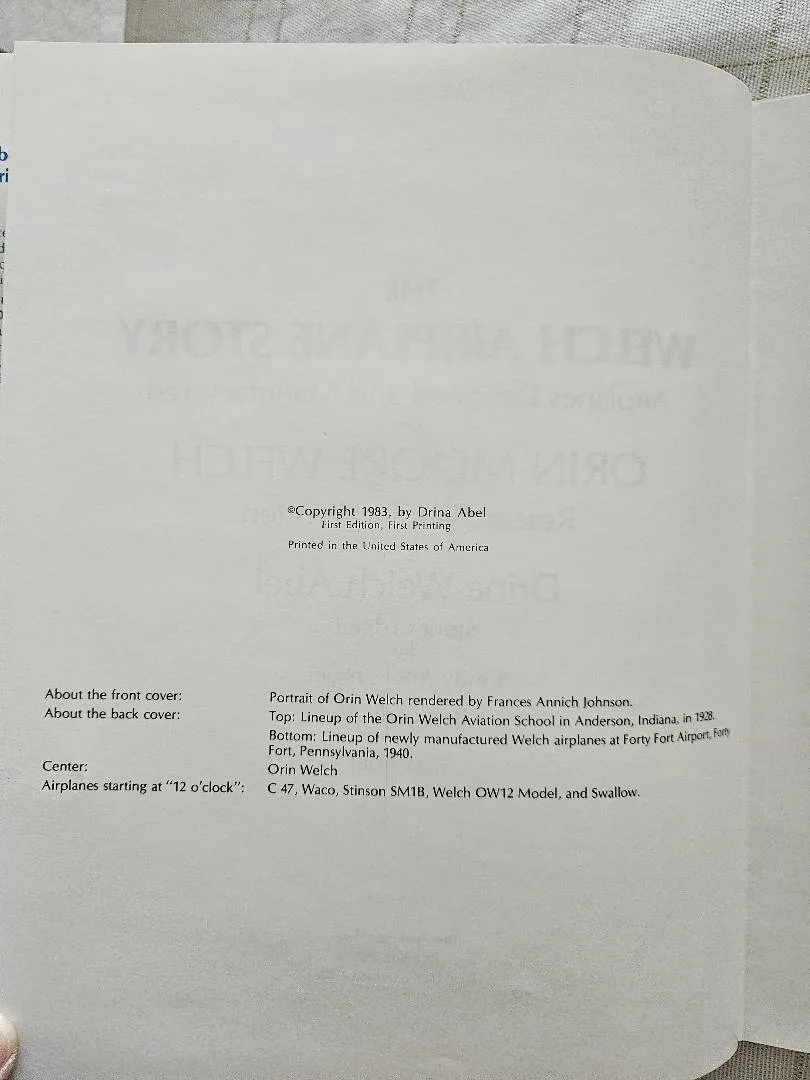 ©Copyright 1983, by Drina Abel
First Edition, First Printing
Printed in the United States of America
About the front cover: Portrait of Orin Welch rendered by Frances Annich Johnson.
About the back cover: Top: Lineup of the Orin Welch Aviation School in Anderson, Indiana, in 1928.
Bottom: Lineup of newly manufactured Welch airplanes at Forty Fort Airport, Forty
Fort, Pennsylvania, 1940.
Center: Orin Welch
Airplanes starting at "12 o'clock": C 47, Waco, Stinson SM1B, Welch OW12 Model, and Swallow.